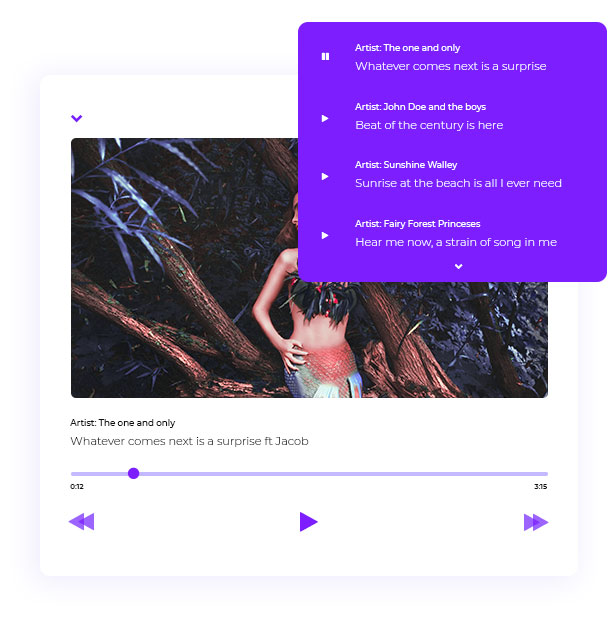 Artist: The one and only
Whatever comes next is a surprise
Artist: John Doe and the boys
Beat of the century is here
Artist: Sunshine Walley
Sunrise at the beach is all I ever need
Artist: Fairy Forest Princeses
Hear me now, a strain of song in me
Artist: The one and only
Whatever comes next is a surprise ft Jacob
0:12
3:15